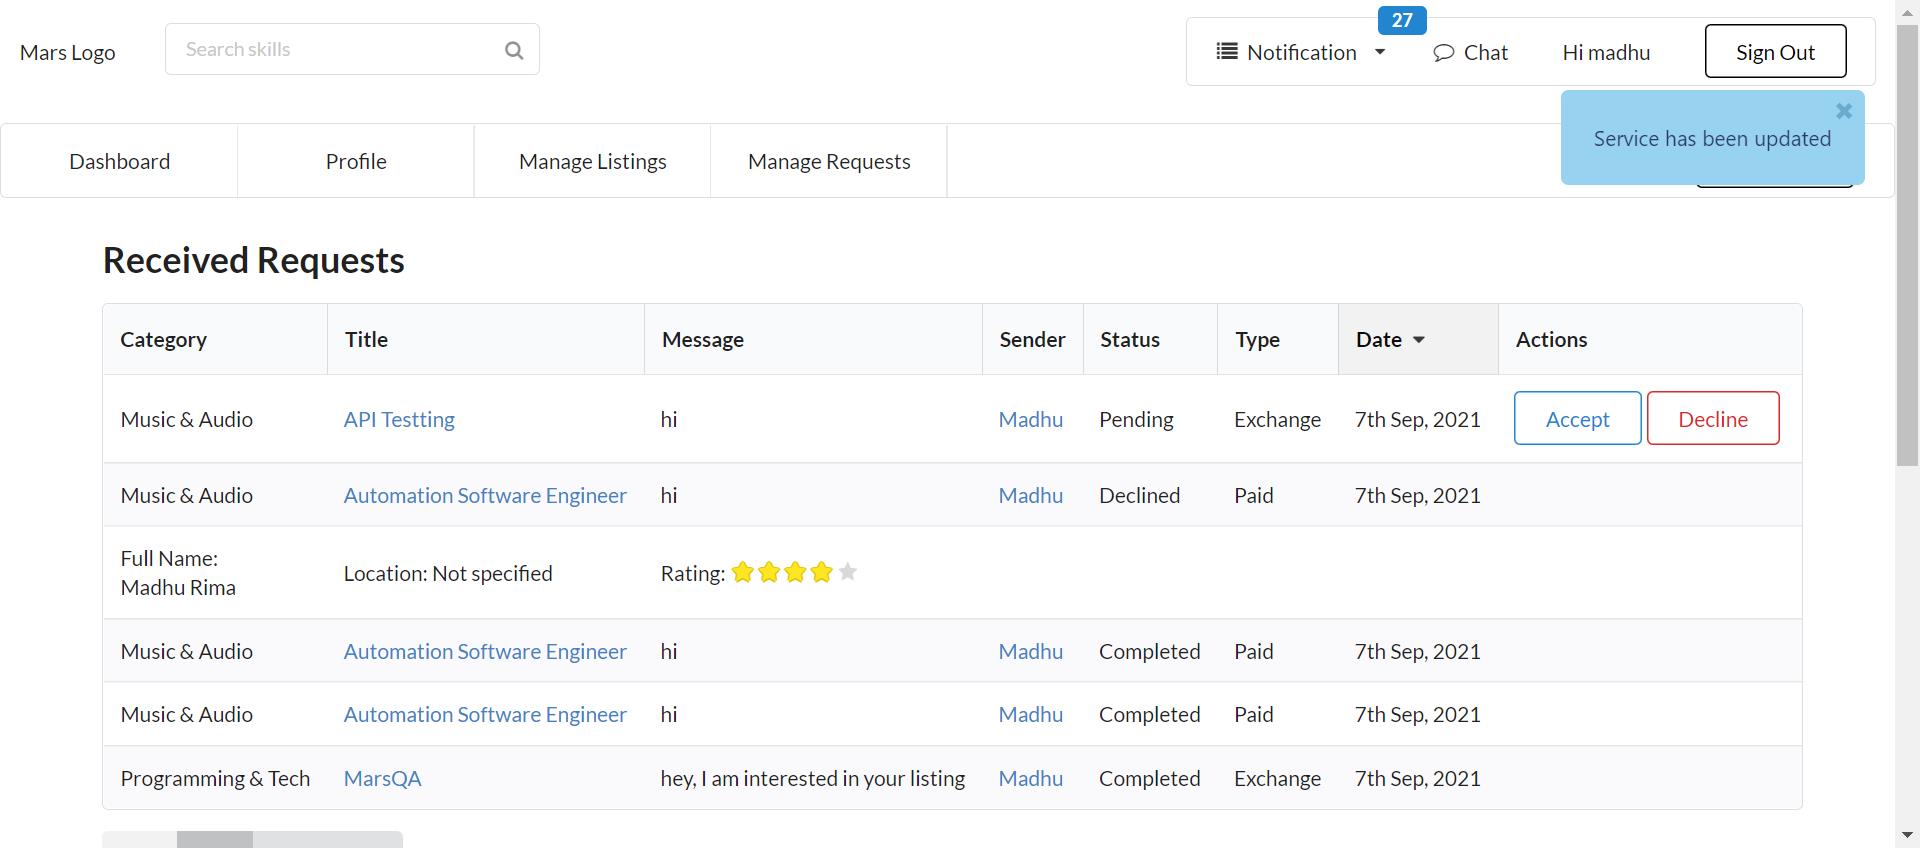 27
Mars Logo
Search skills
Notification
Chat
Hi madhu
Sign Out
Service has been updated
Dashboard
Profile
Manage Listings
Manage Requests
Received Requests
Category Title Message Sender Status Type Date Actions
Music & Audio API Testting hi Madhu Pending Exchange 7th Sep, 2021 Accept Decline
Music & Audio Automation Software Engineer hi Madhu Declined Paid 7th Sep, 2021
Full Name:
Madhu Rima
Location: Not specified
Rating:
Music & Audio Automation Software Engineer hi Madhu Completed Paid 7th Sep, 2021
Music & Audio Automation Software Engineer hi Madhu Completed Paid 7th Sep, 2021
Programming & Tech MarsQA hey, I am interested in your listing Madhu Completed Exchange 7th Sep, 2021